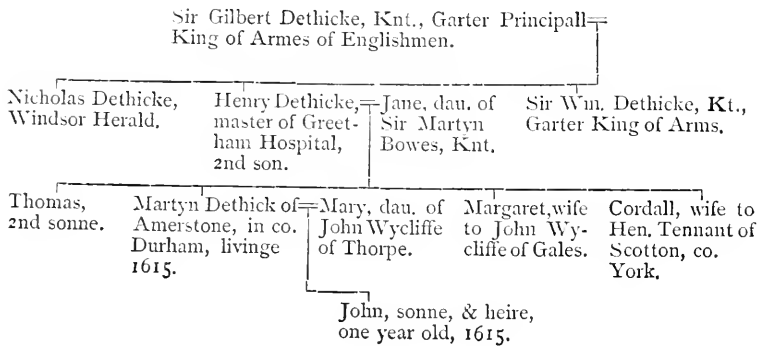 Sir Gilbert Dethicke, Knt., Garter Principall
King of Armes of Englishmen.
Nicholas Dethicke,
Windsor Herald.
Henry Dethicke,
master of Greet-
ham Hospital,
2nd son.
Jane, dau. of
Sir Martyn
Bowes, Knt.
Sir Wm. Dethicke, Kt.,
Garter King of Arms.
Thomas,
2nd sonne.
Martyn Dethick of
Amerstone, in co.
Durham, livinge
1615.
Mary, dau. of
John Wycliffe
of Thorpe.
Margaret, wife
to John Wy-
cliffe of Gales.
Cordall, wife to
Hen. Tennant of
Scotton, co.
York.
John, sonne, & heire,
one year old, 1615.